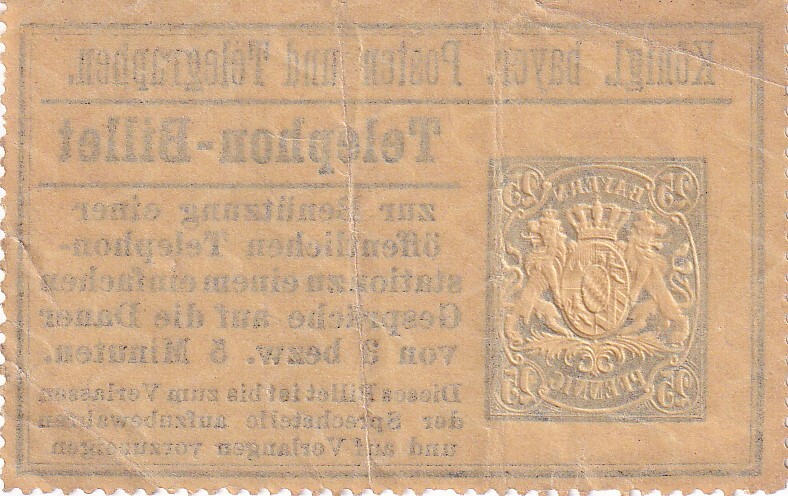 Königl. bayer. Posten und Telegraphen.
Telephon-Billet
zur Benützung einer
öffentlichen Telephon-
station zu einem einfachen
Gespräche auf die Dauer
von 3 bezw. 5 Minuten.
Dieses Billet ist bis zum Verlassen
der Sprechstelle aufzubewahren
und auf Verlangen vorzuzeigen
25 BAYERN 25
25 PFENNIG 25